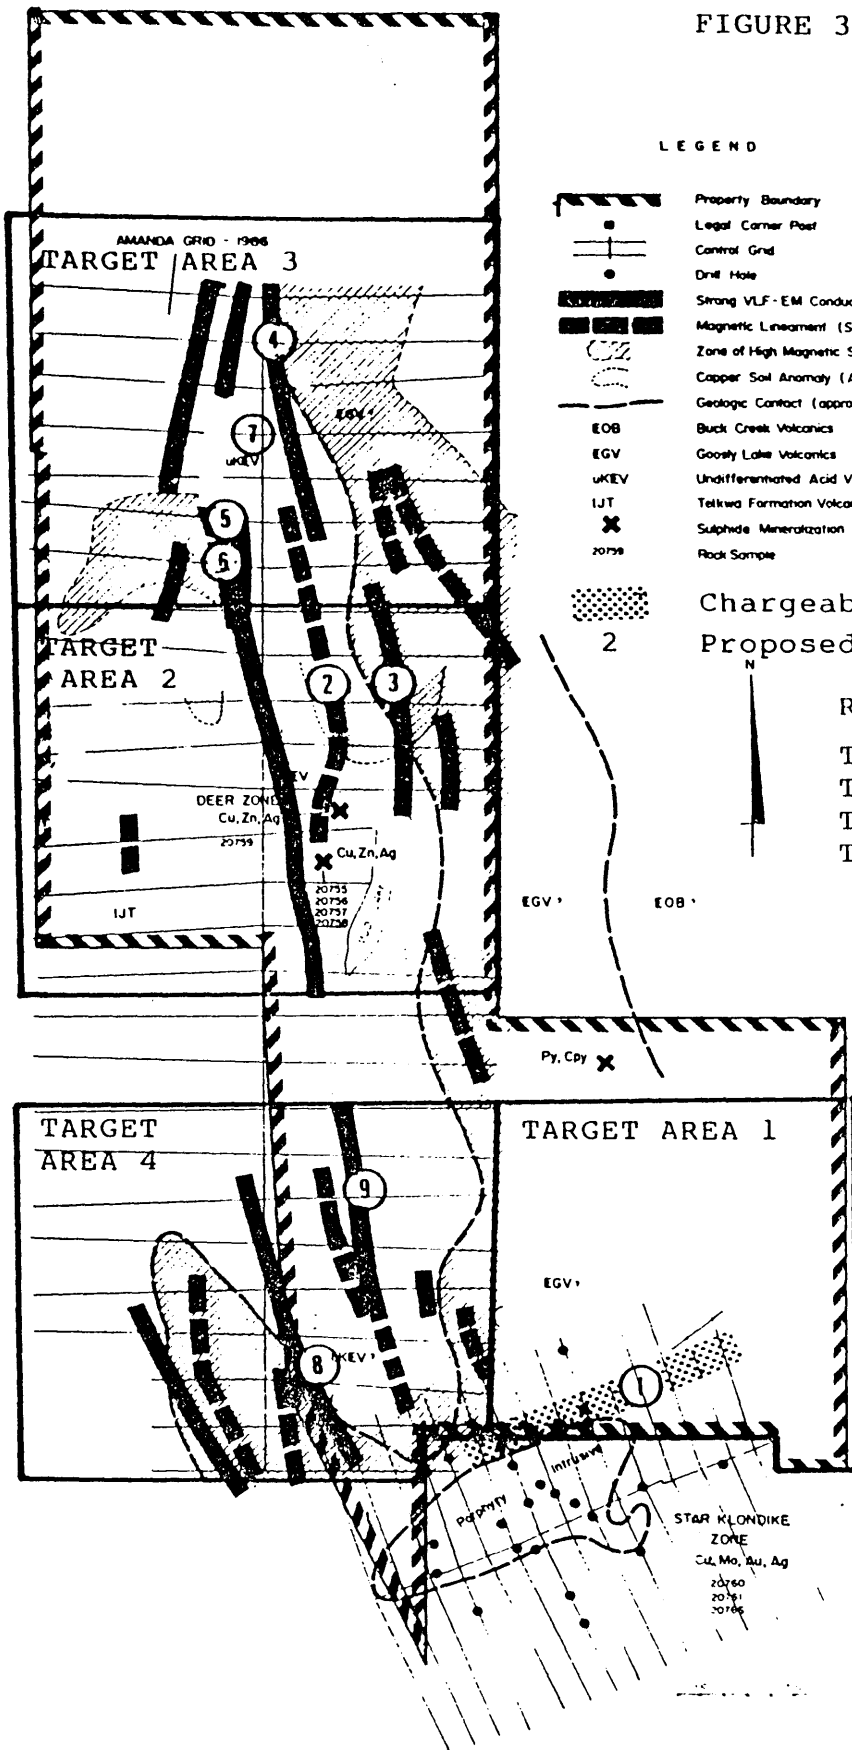 FIGURE 3
LEGEND
Property Boundary
Legal Corner Post
Control Grid
Drill Hole
Strong VLF-EM Conduc
Magnetic Lineament (S
Zone of High Magnetic S
Copper Soil Anomaly (A
Geologic Contact (appro
EOB Buck Creek Volcanics
EGV Goosly Lake Volcanics
uKEV Undifferentiated Acid V
IJT Telkwa Formation Volcan
Sulphide Mineralization
20759 Rock Sample
Chargeab
2 Proposed
N
R
T
T
T
T
AMANDA GRID - 1986
TARGET AREA 3
4
EGV
7
uKEV
5
6
TARGET
AREA 2
2
3
DEER ZONE
Cu, Zn, Ag
20759
Cu, Zn, Ag
20755
20756
20757
20758
IJT
EGV
EOB
Py, Cpy
TARGET
AREA 4
TARGET AREA 1
9
EGV
8
KEV
1
Porphyry
Intrusive
STAR KLONDIKE
ZONE
Cu, Mo, Au, Ag
20760
20761